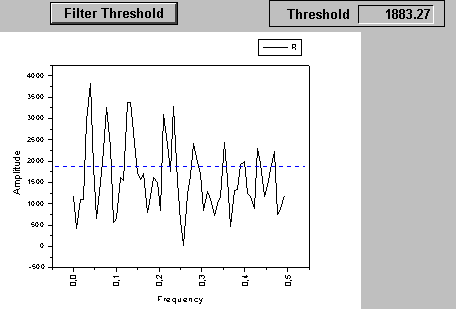 Filter Threshold
Threshold 1883.27
R
4000
3500
3000
2500
2000
1500
1000
500
0
-500
Amplitude
0,0 0,1 0,2 0,3 0,4 0,5
Frequency